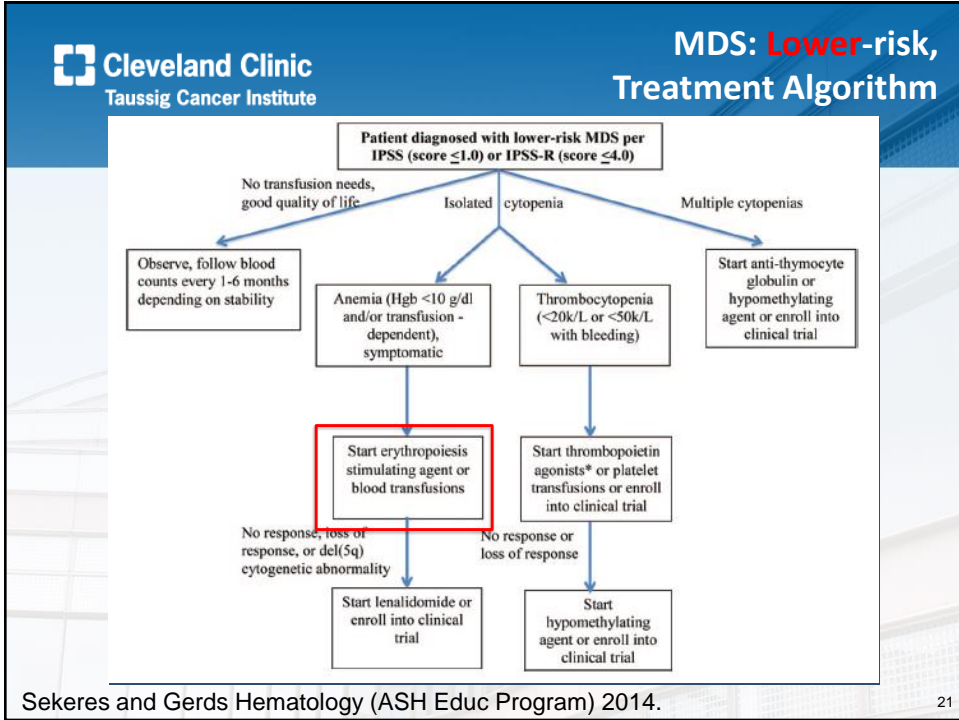 Cleveland Clinic
Taussig Cancer Institute
MDS: Lower-risk,
Treatment Algorithm
Patient diagnosed with lower-risk MDS per
IPSS (score ≤1.0) or IPSS-R (score ≤4.0)
No transfusion needs,
good quality of life
Isolated cytopenia
Multiple cytopenias
Observe, follow blood
counts every 1-6 months
depending on stability
Anemia (Hgb <10 g/dl
and/or transfusion -
dependent),
symptomatic
Thrombocytopenia
(<20k/L or <50k/L
with bleeding)
Start anti-thymocyte
globulin or
hypomethylating
agent or enroll into
clinical trial
Start erythropoiesis
stimulating agent or
blood transfusions
Start thrombopoietin
agonists* or platelet
transfusions or enroll
into clinical trial
No response, loss of
response, or del(5q)
cytogenetic abnormality
No response or
loss of response
Start lenalidomide or
enroll into clinical
trial
Start
hypomethylating
agent or enroll into
clinical trial
Sekeres and Gerds Hematology (ASH Educ Program) 2014.
21